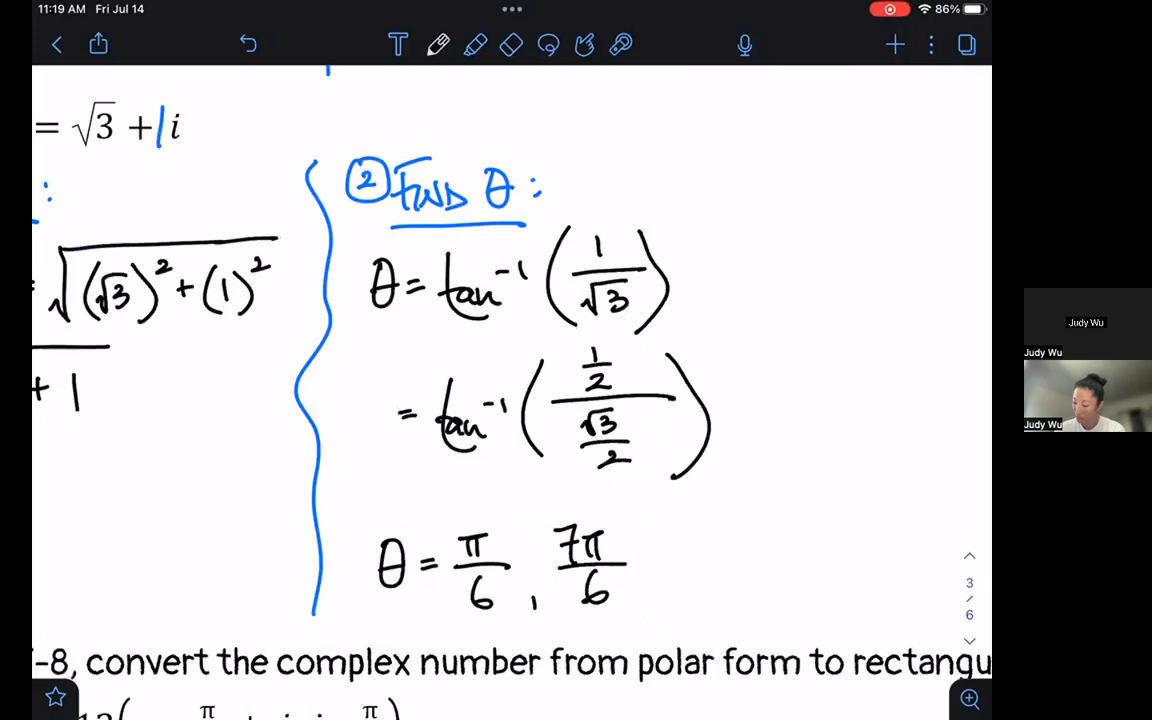 11:19 AM Fri Jul 14
86%
T
= √3 + 1i
:
② FIND θ :
= √((√3)² + (1)²)
+ 1
θ = tan⁻¹ (1/√3)
= tan⁻¹ ((1/2)/(√3/2))
θ = π/6 , 7π/6
3
/
6
-8, convert the complex number from polar form to rectangu
π π
Judy Wu
Judy Wu
Judy Wu